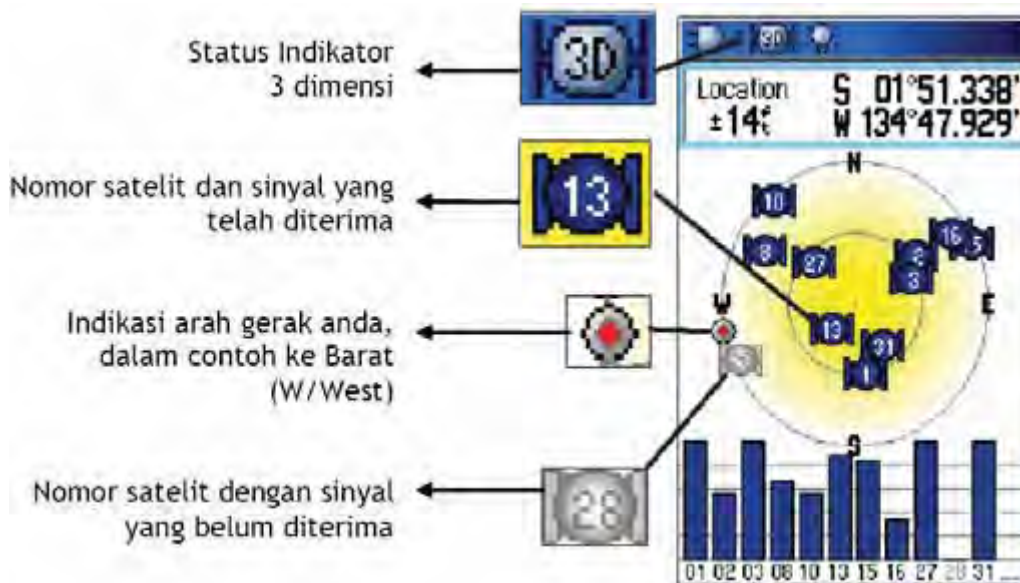 Status Indikator
3 dimensi
3D
Nomor satelit dan sinyal yang
telah diterima
13
Indikasi arah gerak anda,
dalam contoh ke Barat
(W/West)
Nomor satelit dengan sinyal
yang belum diterima
28
3D
Location S 01°51.338'
±14ft W 134°47.929'
N
10
16 5
8 27 2
3
W E
13
31
1
S
01 02 03 08 10 13 15 16 27 28 31